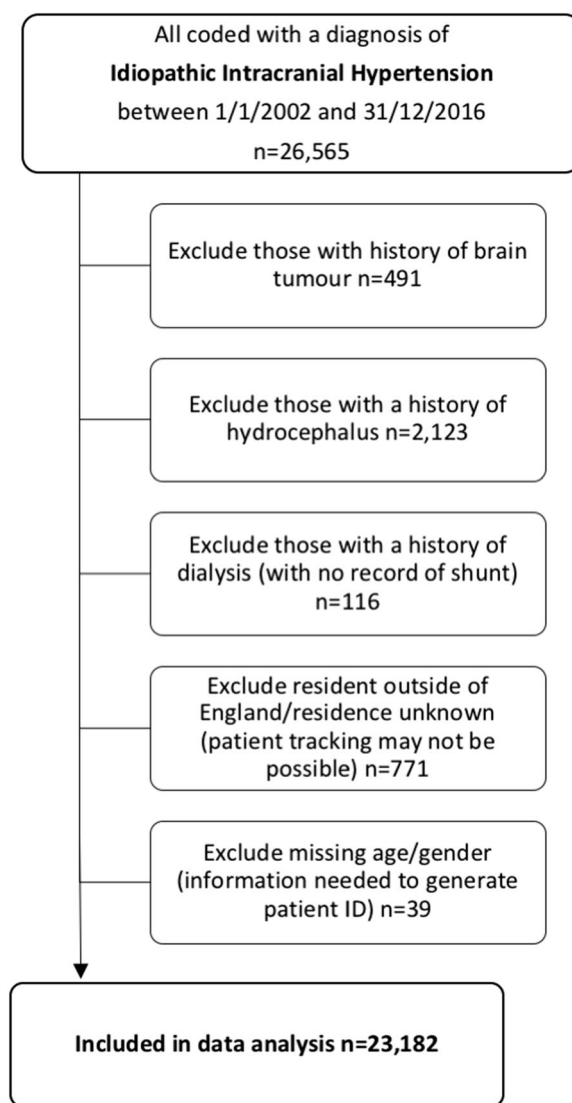 All coded with a diagnosis of
Idiopathic Intracranial Hypertension
between 1/1/2002 and 31/12/2016
n=26,565
Exclude those with history of brain
tumour n=491
Exclude those with a history of
hydrocephalus n=2,123
Exclude those with a history of
dialysis (with no record of shunt)
n=116
Exclude resident outside of
England/residence unknown
(patient tracking may not be
possible) n=771
Exclude missing age/gender
(information needed to generate
patient ID) n=39
Included in data analysis n=23,182